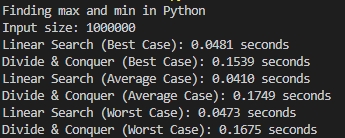 Finding max and min in Python
Input size: 1000000
Linear Search (Best Case): 0.0481 seconds
Divide & Conquer (Best Case): 0.1539 seconds
Linear Search (Average Case): 0.0410 seconds
Divide & Conquer (Average Case): 0.1749 seconds
Linear Search (Worst Case): 0.0473 seconds
Divide & Conquer (Worst Case): 0.1675 seconds